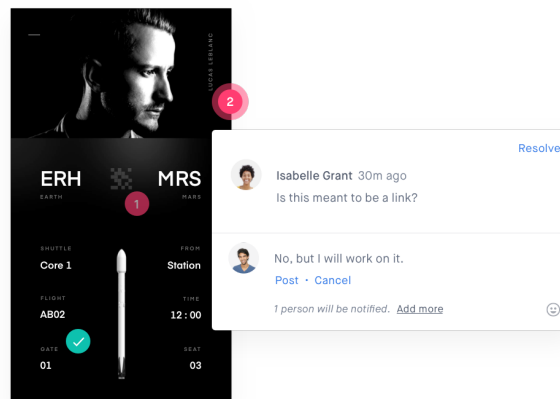 LUCAS LEBLANC
2
ERH
MRS
EARTH
MARS
1
SHUTTLE
FROM
Core 1
Station
FLIGHT
TIME
AB02
12 : 00
GATE
SEAT
01
03
Resolve
Isabelle Grant 30m ago
Is this meant to be a link?
No, but I will work on it.
Post • Cancel
1 person will be notified. Add more